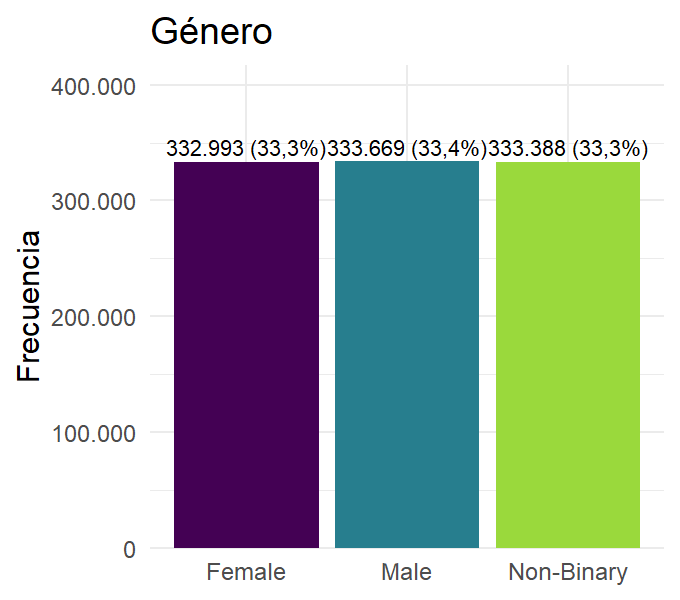 Género
400.000
332.993 (33,3%) 333.669 (33,4%) 333.388 (33,3%)
300.000
200.000
100.000
0
Frecuencia
Female Male Non-Binary